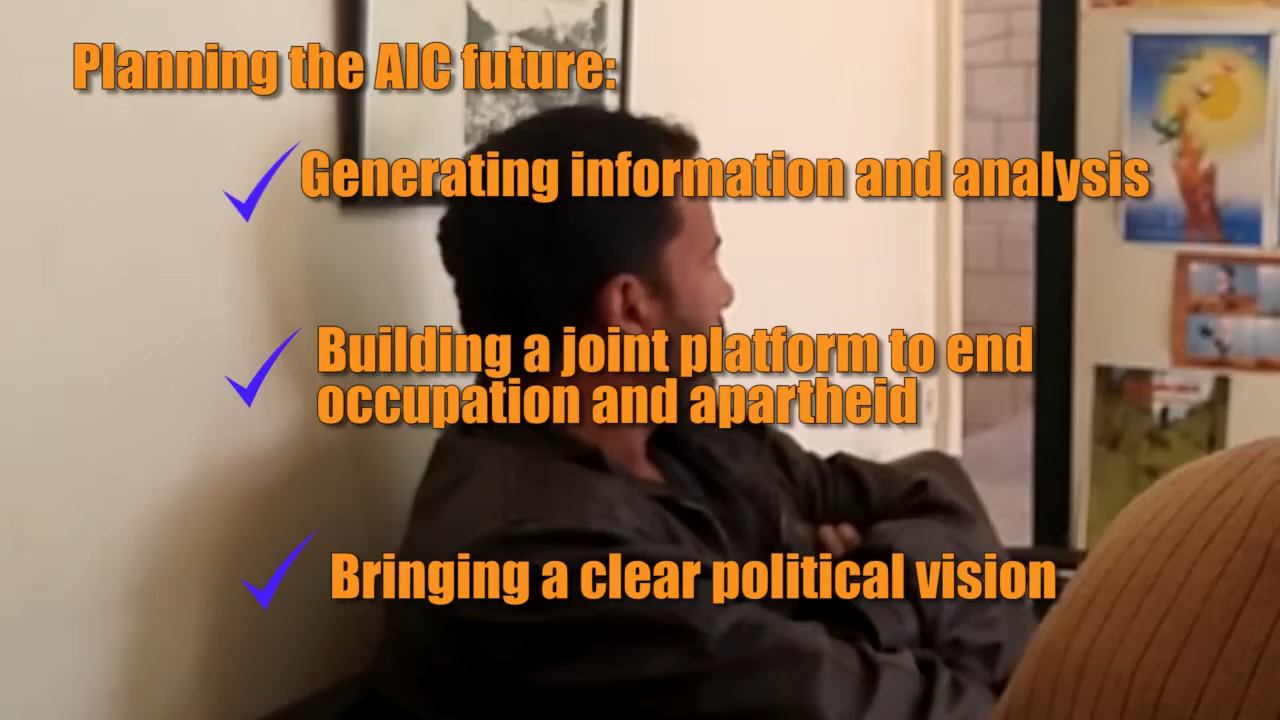 Planning the AIC future:
Generating information and analysis
Building a joint platform to end
occupation and apartheid
Bringing a clear political vision